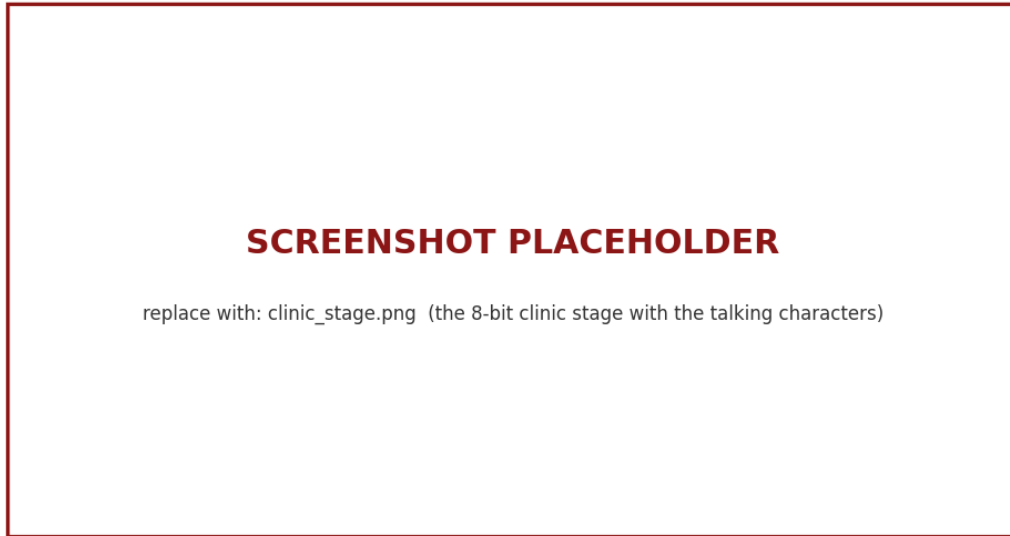 SCREENSHOT PLACEHOLDER
replace with: clinic_stage.png (the 8-bit clinic stage with the talking characters)